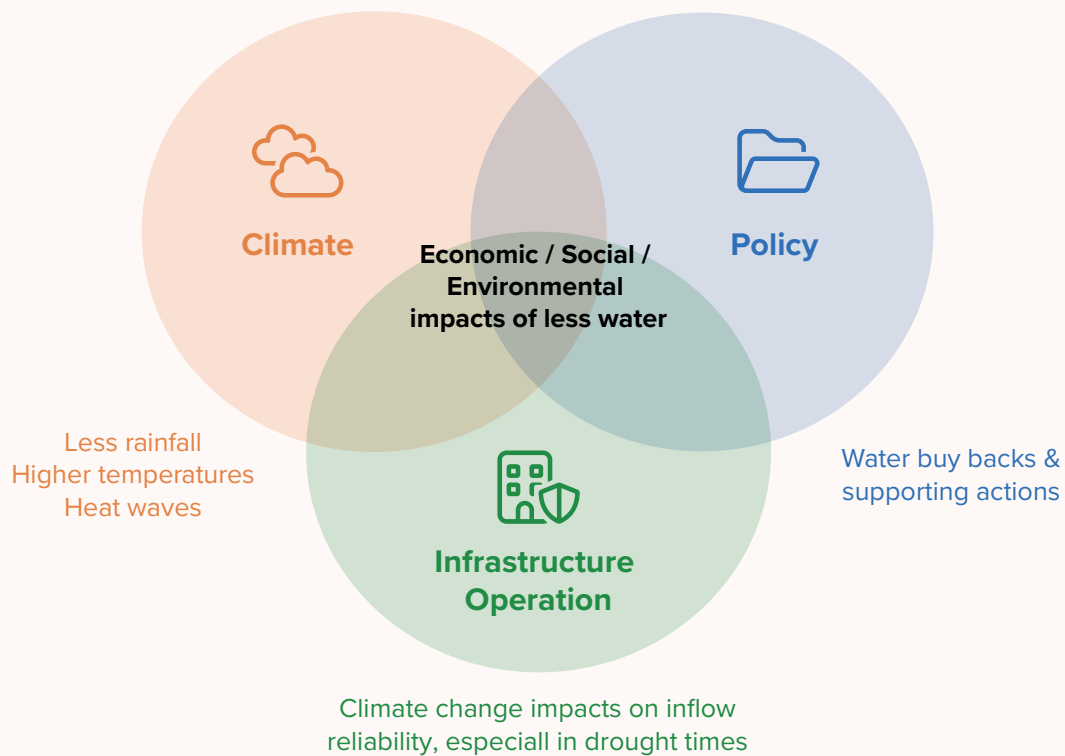 Climate
Policy
Economic / Social /
Environmental
impacts of less water
Less rainfall
Higher temperatures
Heat waves
Water buy backs &
supporting actions
Infrastructure
Operation
Climate change impacts on inflow
reliability, especiall in drought times